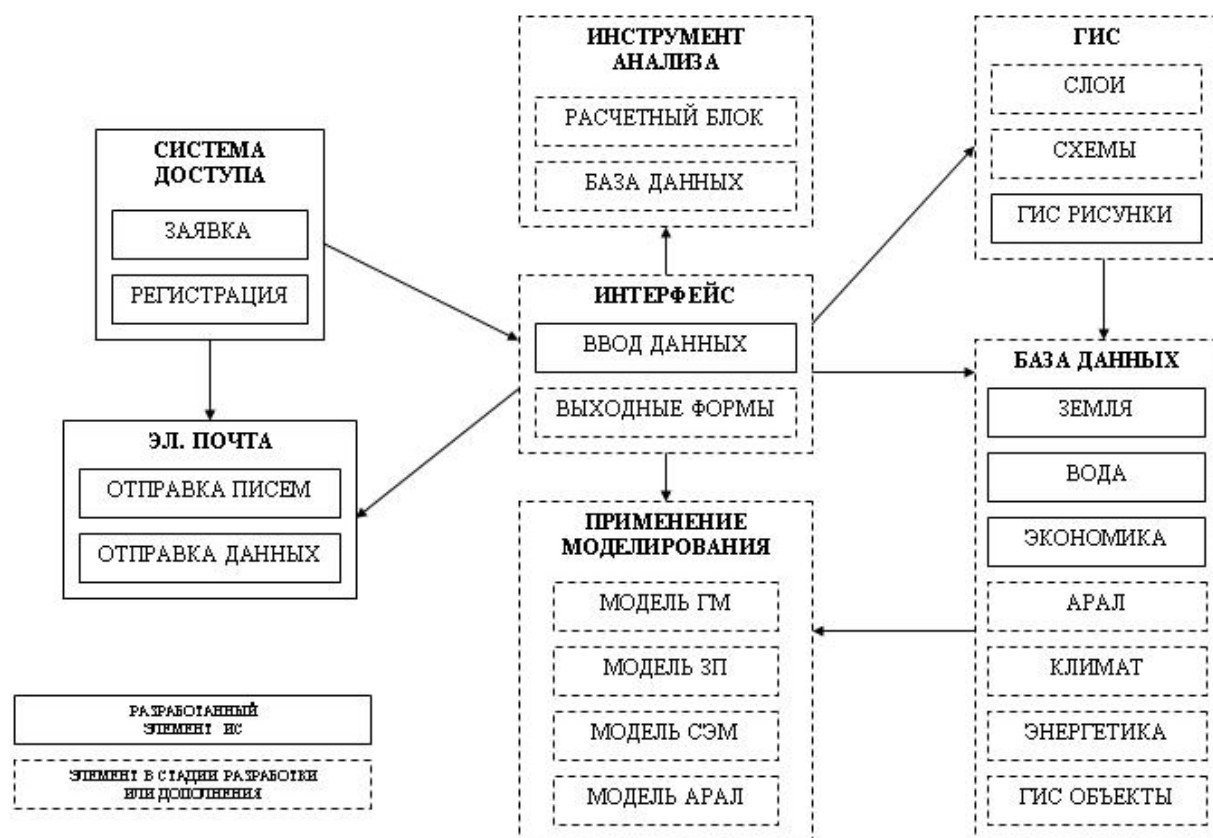 СИСТЕМА
ДОСТУПА
ЗАЯВКА
РЕГИСТРАЦИЯ
ЭЛ. ПОЧТА
ОТПРАВКА ПИСЕМ
ОТПРАВКА ДАННЫХ
РАЗРАБОТАННЫЙ
ЭЛЕМЕНТ ИС
ЭЛЕМЕНТ В СТАДИИ РАЗРАБОТКИ
ИЛИ ДОПОЛНЕНИЯ
ИНСТРУМЕНТ
АНАЛИЗА
РАСЧЕТНЫЙ БЛОК
БАЗА ДАННЫХ
ИНТЕРФЕЙС
ВВОД ДАННЫХ
ВЫХОДНЫЕ ФОРМЫ
ПРИМЕНЕНИЕ
МОДЕЛИРОВАНИЯ
МОДЕЛЬ ГМ
МОДЕЛЬ ЗП
МОДЕЛЬ СЭМ
МОДЕЛЬ АРАЛ
ГИС
СЛОИ
СХЕМЫ
ГИС РИСУНКИ
БАЗА ДАННЫХ
ЗЕМЛЯ
ВОДА
ЭКОНОМИКА
АРАЛ
КЛИМАТ
ЭНЕРГЕТИКА
ГИС ОБЪЕКТЫ